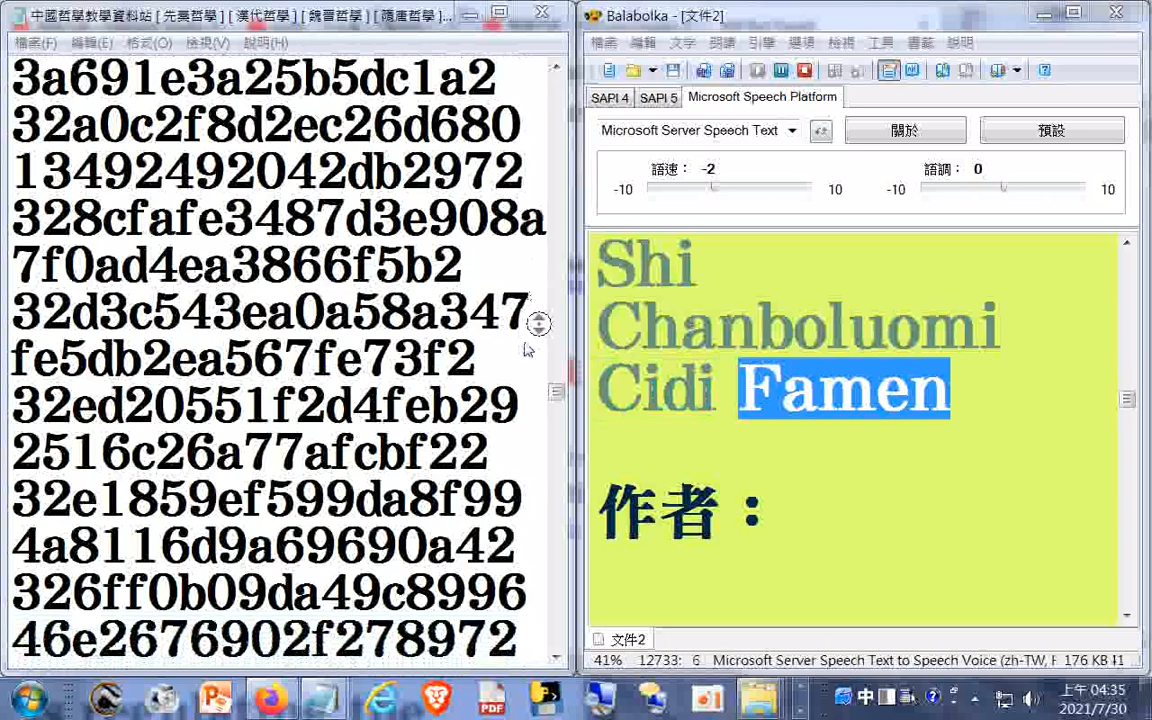 中國哲學教學資料站 [ 先秦哲學 ] [ 漢代哲學 ] [ 魏晉哲學 ] [ 隋唐哲學 ]...
檔案(F) 編輯(E) 格式(O) 檢視(V) 說明(H)
3a691e3a25b5dc1a2
32a0c2f8d2ec26d680
13492492042db2972
328cfafe3487d3e908a
7f0ad4ea3866f5b2
32d3c543ea0a58a347
fe5db2ea567fe73f2
32ed20551f2d4feb29
2516c26a77afcbf22
32e1859ef599da8f99
4a8116d9a69690a42
326ff0b09da49c8996
46e2676902f278972
Balabolka - [文件2]
檔案 編輯 文字 朗讀 引擎 選項 檢視 工具 書籤 說明
SAPI 4 SAPI 5 Microsoft Speech Platform
Microsoft Server Speech Text 關於 預設
語速： -2 語調： 0
-10 10 -10 10
Shi
Chanboluomi
Cidi Famen
作者：
文件2
41% 12733: 6 Microsoft Server Speech Text to Speech Voice (zh-TW, 176 KB
中
上午 04:35
2021/7/30